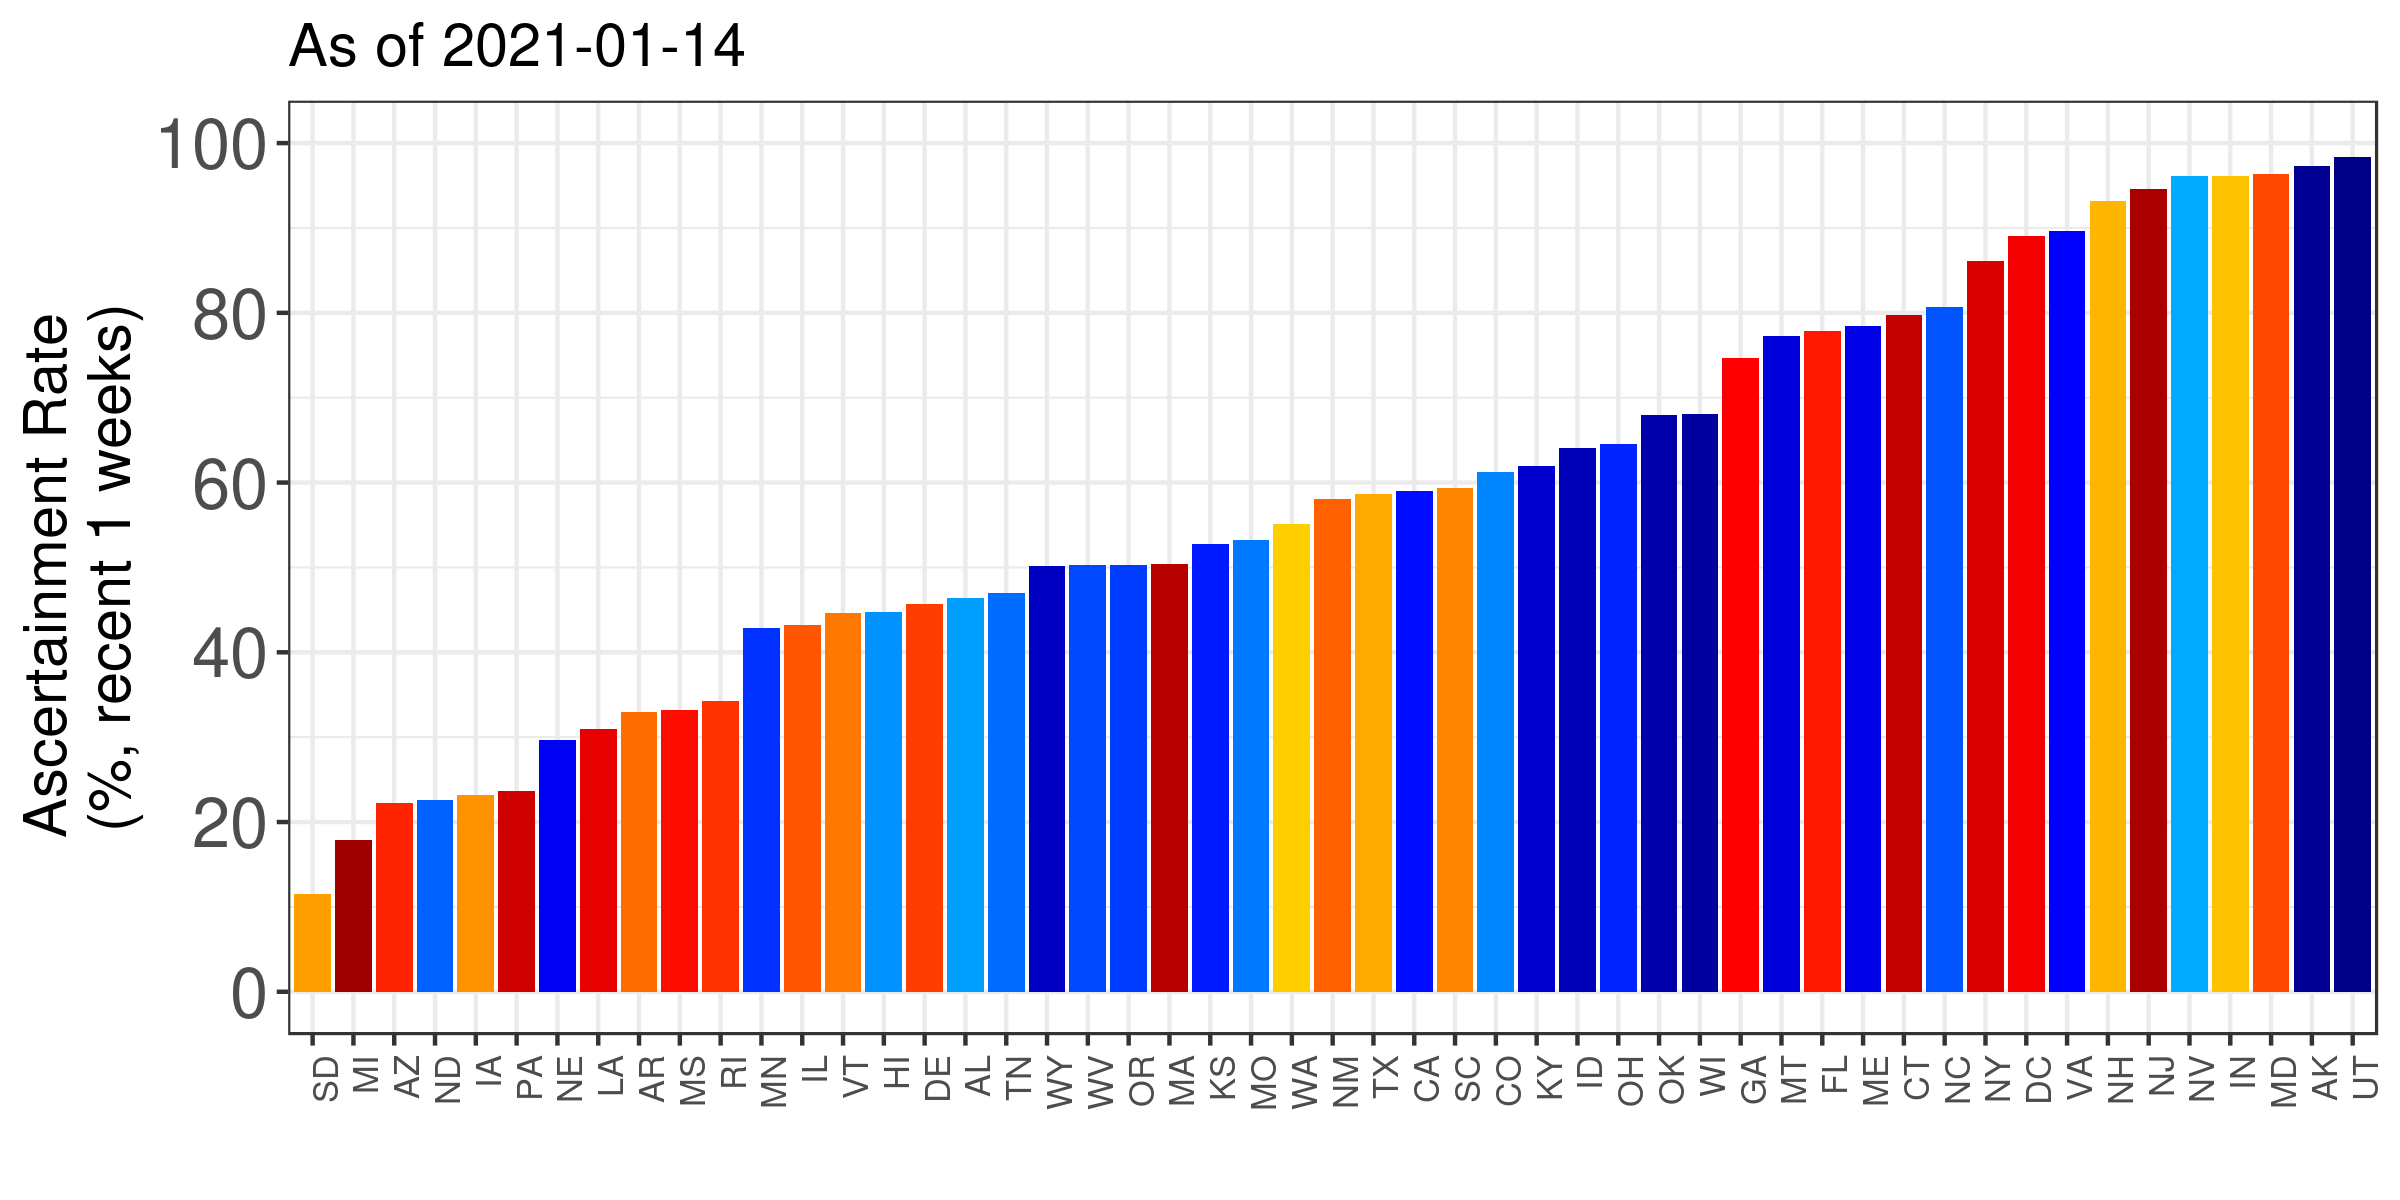 As of 2021-01-14
Ascertainment Rate
(%, recent 1 weeks)
100
80
60
40
20
0
SD MI AZ ND IA PA NE LA AR MS RI MN IL VT HI DE AL TN WY WV OR MA KS MO WA NM TX CA SC CO KY ID OH OK WI GA MT FL ME CT NC NY DC VA NH NJ NV IN MD AK UT